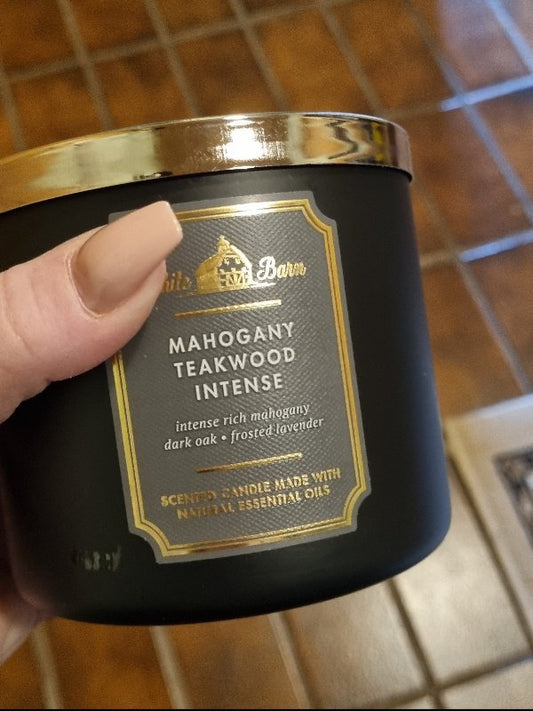 Barn
MAHOGANY
TEAKWOOD
INTENSE
intense rich mahogany
dark oak • frosted lavender
SCENTED CANDLE MADE WITH
NATURAL ESSENTIAL OILS